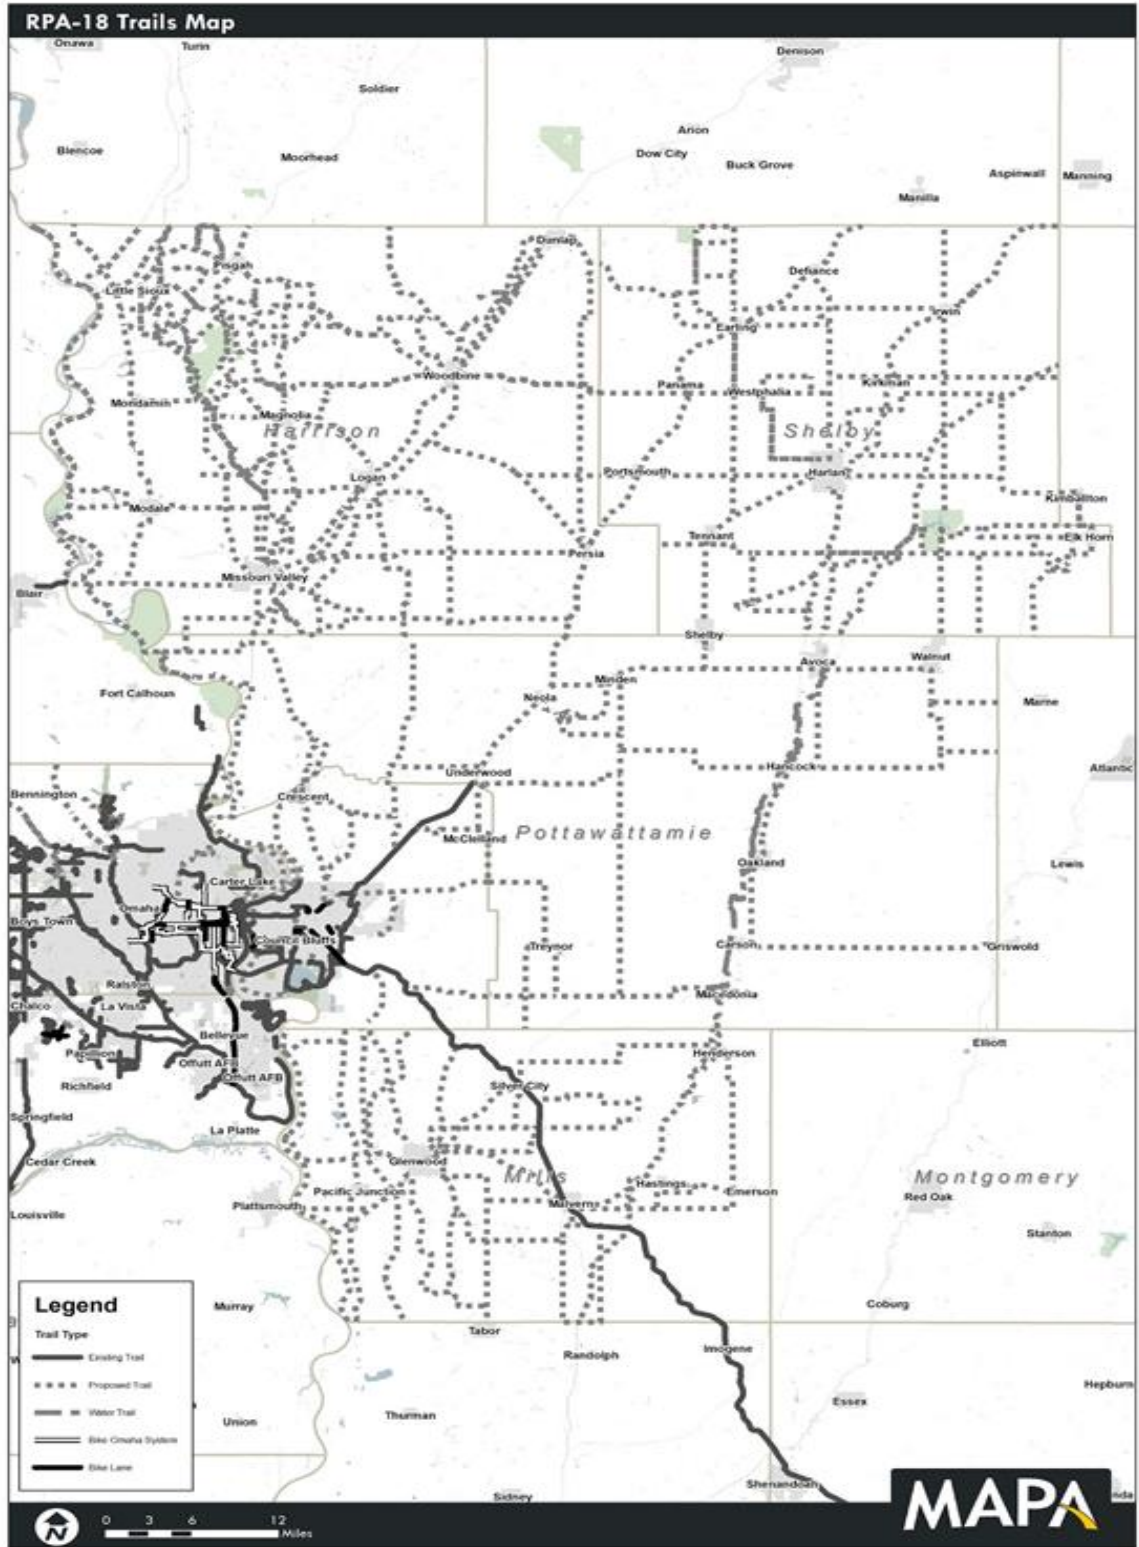 RPA-18 Trails Map
Onawa
Turin
Denison
Soldier
Arion
Blencoe
Moorhead
Dow City
Buck Grove
Aspinwall
Manning
Manilla
Dunlap
Pisgah
Defiance
Little Sioux
Irwin
Earling
Woodbine
Panama
Westphalia
Kirkman
Mondamin
Magnolia
Harrison
Shelby
Logan
Portsmouth
Harlan
Modale
Kimballton
Tennant
Elk Horn
Persia
Missouri Valley
Blair
Shelby
Avoca
Walnut
Minden
Fort Calhoun
Neola
Marne
Underwood
Hancock
Atlantic
Bennington
Crescent
McClelland
Pottawattamie
Oakland
Lewis
Carter Lake
Omaha
Boys Town
Council Bluffs
Treynor
Carson
Griswold
Ralston
Macedonia
Chalco
La Vista
Bellevue
Elliott
Papillion
Henderson
Offutt AFB
Offutt AFB
Richfield
Silver City
Springfield
La Platte
Cedar Creek
Glenwood
Mills
Montgomery
Pacific Junction
Hastings
Emerson
Red Oak
Louisville
Plattsmouth
Malvern
Stanton
Legend
Trail Type
Existing Trail
Proposed Trail
Water Trail
Bike Omaha System
Bike Lane
Murray
Coburg
Tabor
Imogene
Randolph
Hepburn
Essex
Union
Thurman
Shenandoah
Sidney
nda
MAPA
N
0 3 6 12
Miles